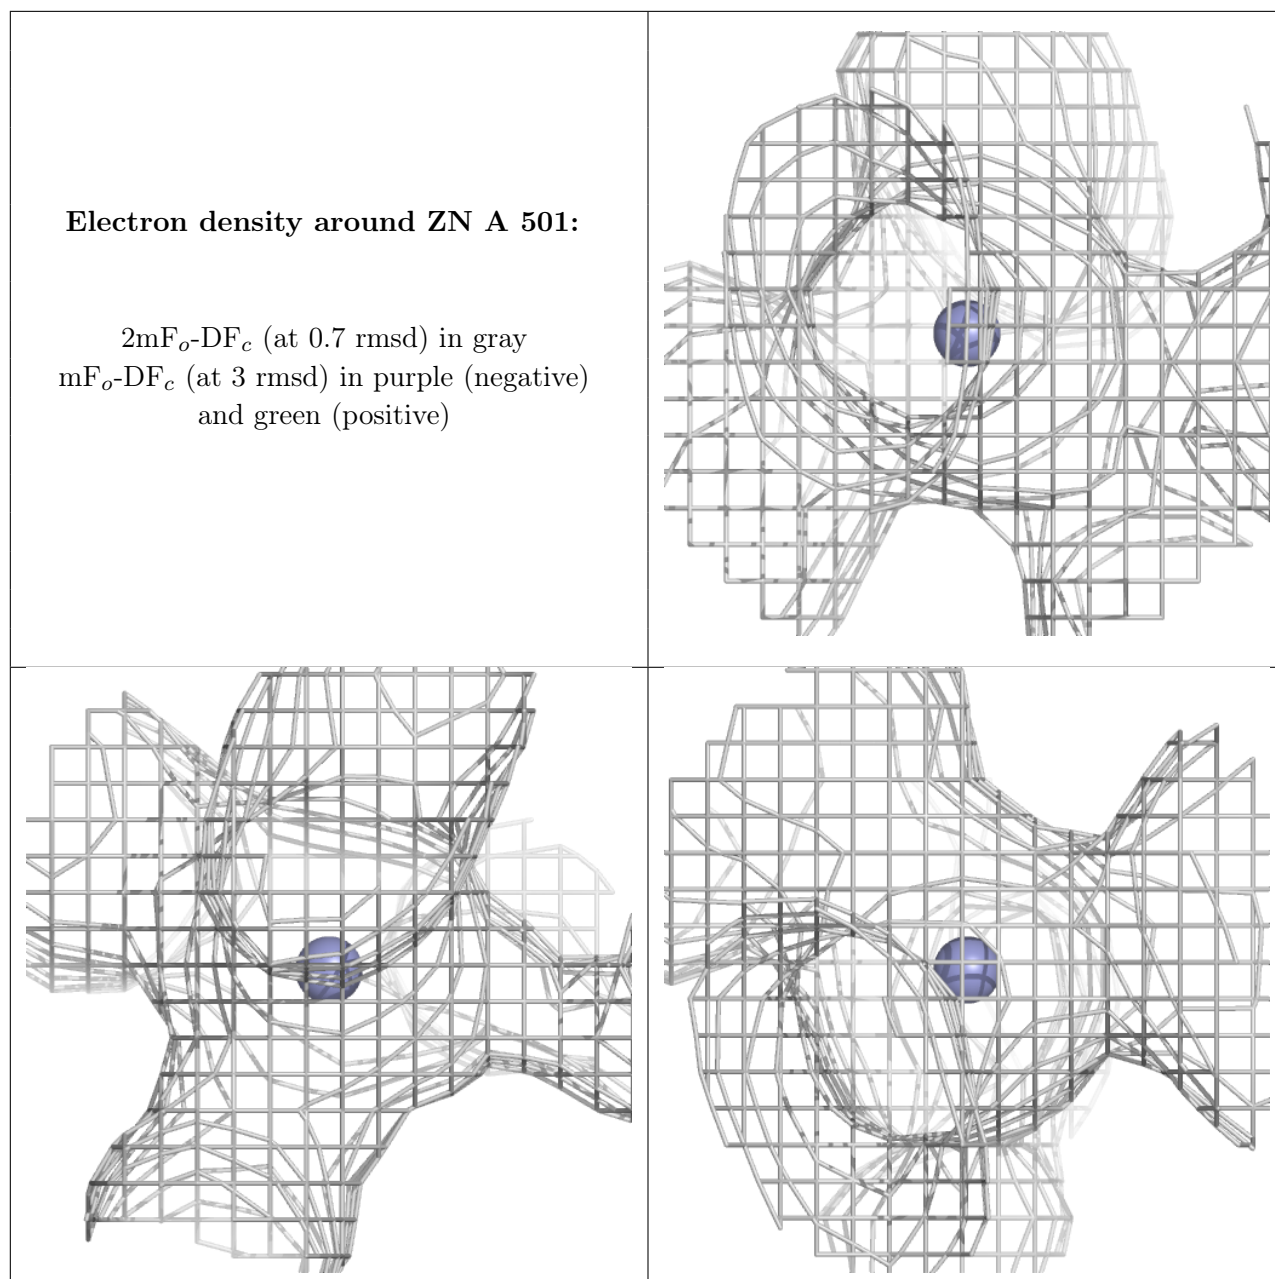 Electron density around ZN A 501:
2mFo-DFc (at 0.7 rmsd) in gray
mFo-DFc (at 3 rmsd) in purple (negative)
and green (positive)